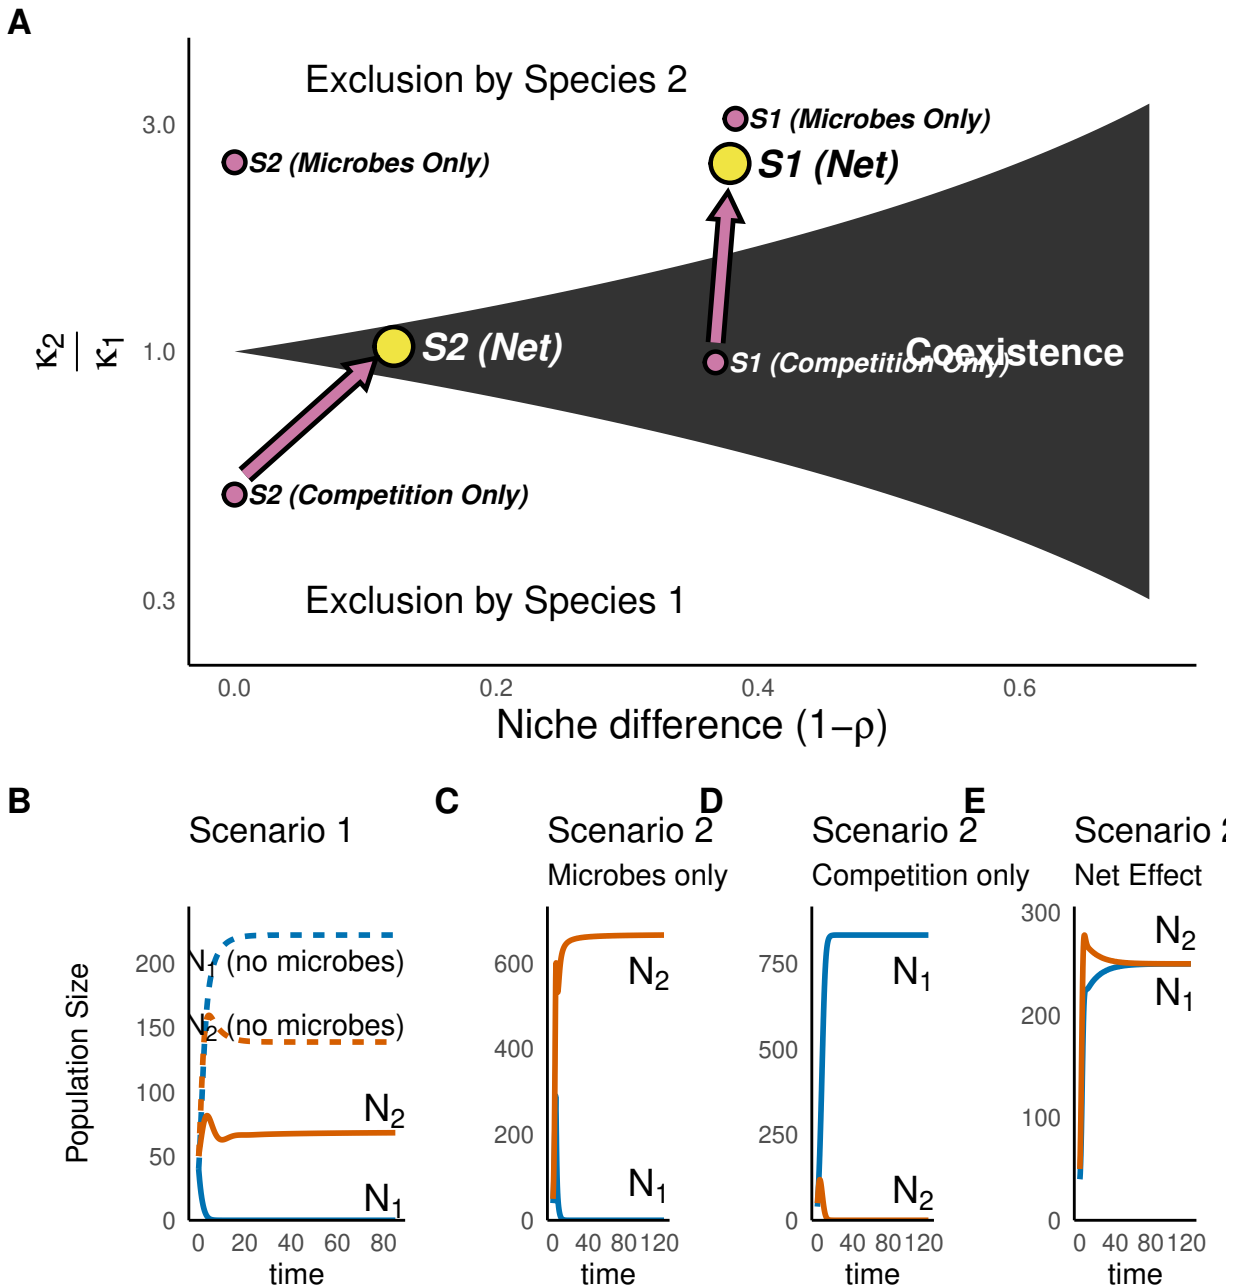 A
Exclusion by Species 2
3.0
S1 (Microbes Only)
S2 (Microbes Only)
S1 (Net)
κ2
κ1
1.0
S2 (Net)
Coexistence
S1 (Competition Only)
S2 (Competition Only)
0.3
Exclusion by Species 1
0.0 0.2 0.4 0.6
Niche difference (1−ρ)
B
Scenario 1
Population Size
200
150
100
50
0
N1 (no microbes)
N2 (no microbes)
N2
N1
0 20 40 60 80
time
C
Scenario 2
Microbes only
600
400
200
0
N2
N1
0 40 80 120
time
D
Scenario 2
Competition only
750
500
250
0
N1
N2
0 40 80 120
time
E
Scenario 2
Net Effect
300
200
100
0
N2
N1
0 40 80 120
time